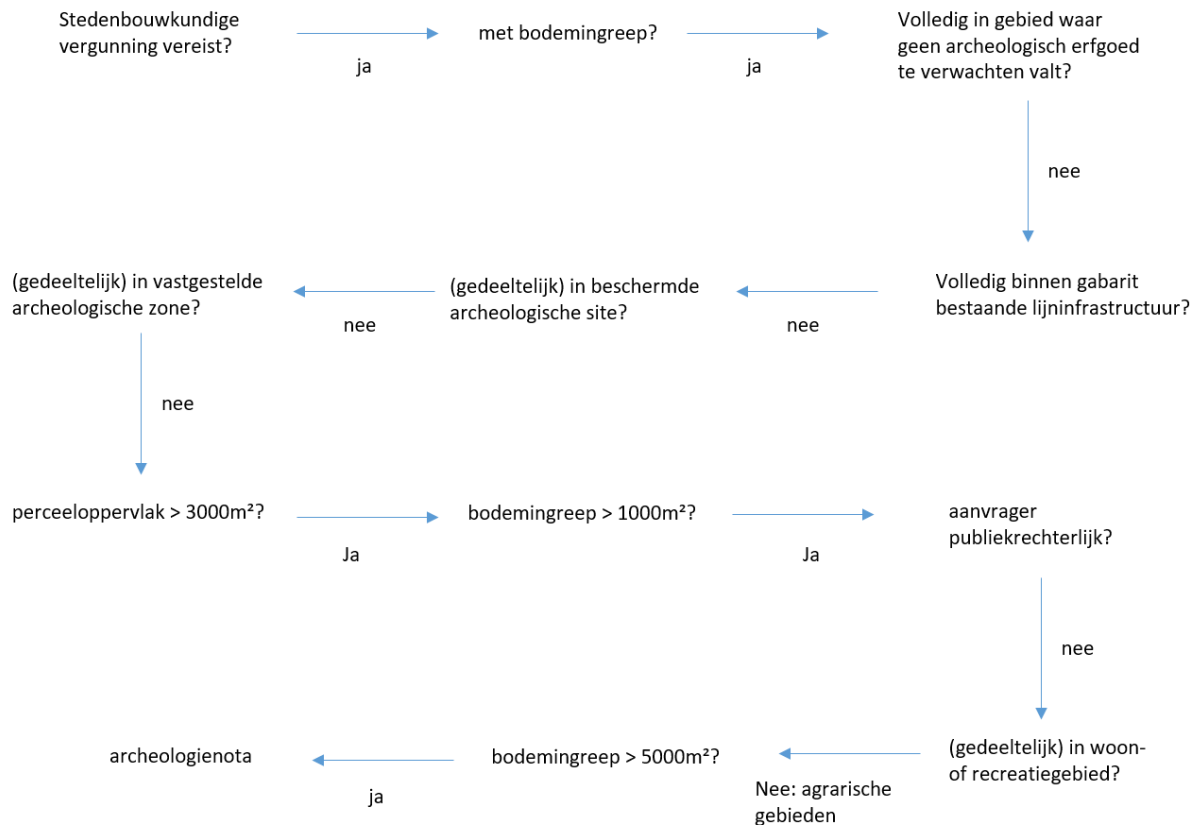 Stedenbouwkundige
vergunning vereist?
ja
met bodemingreep?
ja
Volledig in gebied waar
geen archeologisch erfgoed
te verwachten valt?
nee
Volledig binnen gabarit
bestaande lijninfrastructuur?
nee
(gedeeltelijk) in beschermde
archeologische site?
nee
(gedeeltelijk) in vastgestelde
archeologische zone?
nee
perceeloppervlak > 3000m²?
Ja
bodemingreep > 1000m²?
Ja
aanvrager
publiekrechterlijk?
nee
(gedeeltelijk) in woon-
of recreatiegebied?
Nee: agrarische
gebieden
bodemingreep > 5000m²?
ja
archeologienota